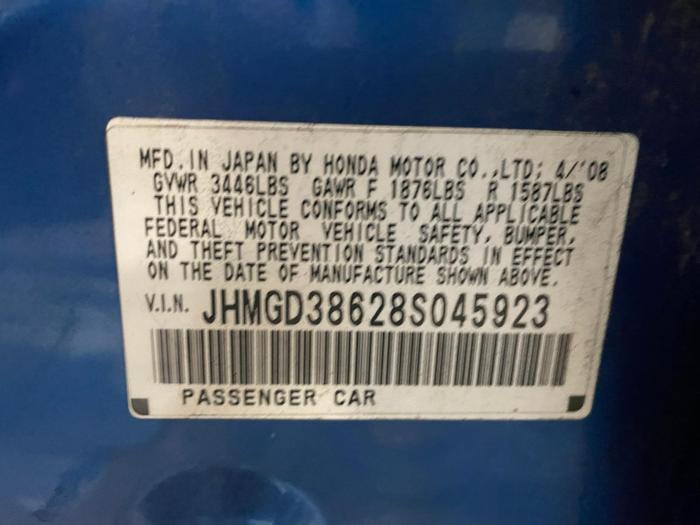 MFD. IN JAPAN BY HONDA MOTOR CO.,LTD; 4/'08
GVWR 3446LBS GAWR F 1876LBS R 1587LBS
THIS VEHICLE CONFORMS TO ALL APPLICABLE
FEDERAL MOTOR VEHICLE SAFETY, BUMPER,
AND THEFT PREVENTION STANDARDS IN EFFECT
ON THE DATE OF MANUFACTURE SHOWN ABOVE.
V.I.N. JHMGD38628S045923
PASSENGER CAR